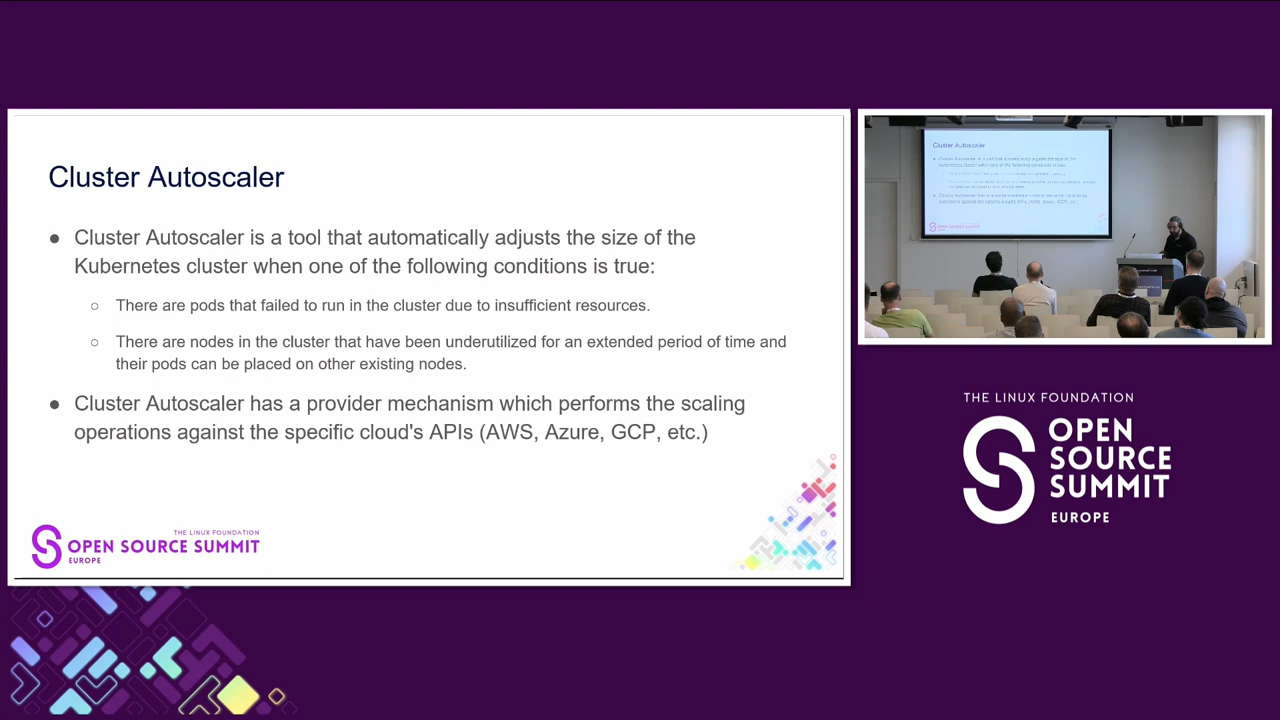 Cluster Autoscaler
● Cluster Autoscaler is a tool that automatically adjusts the size of the
Kubernetes cluster when one of the following conditions is true:
○ There are pods that failed to run in the cluster due to insufficient resources.
○ There are nodes in the cluster that have been underutilized for an extended period of time and
their pods can be placed on other existing nodes.
● Cluster Autoscaler has a provider mechanism which performs the scaling
operations against the specific cloud's APIs (AWS, Azure, GCP, etc.)
THE LINUX FOUNDATION
OPEN SOURCE SUMMIT
EUROPE
Cluster Autoscaler
THE LINUX FOUNDATION
OPEN
SOURCE
SUMMIT
EUROPE